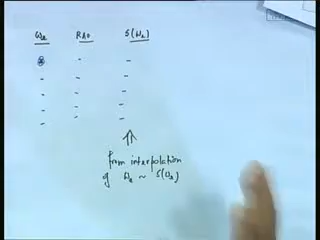 ωe RAO S(ωe)
from interpolation
of ωe ~ S(ωe)